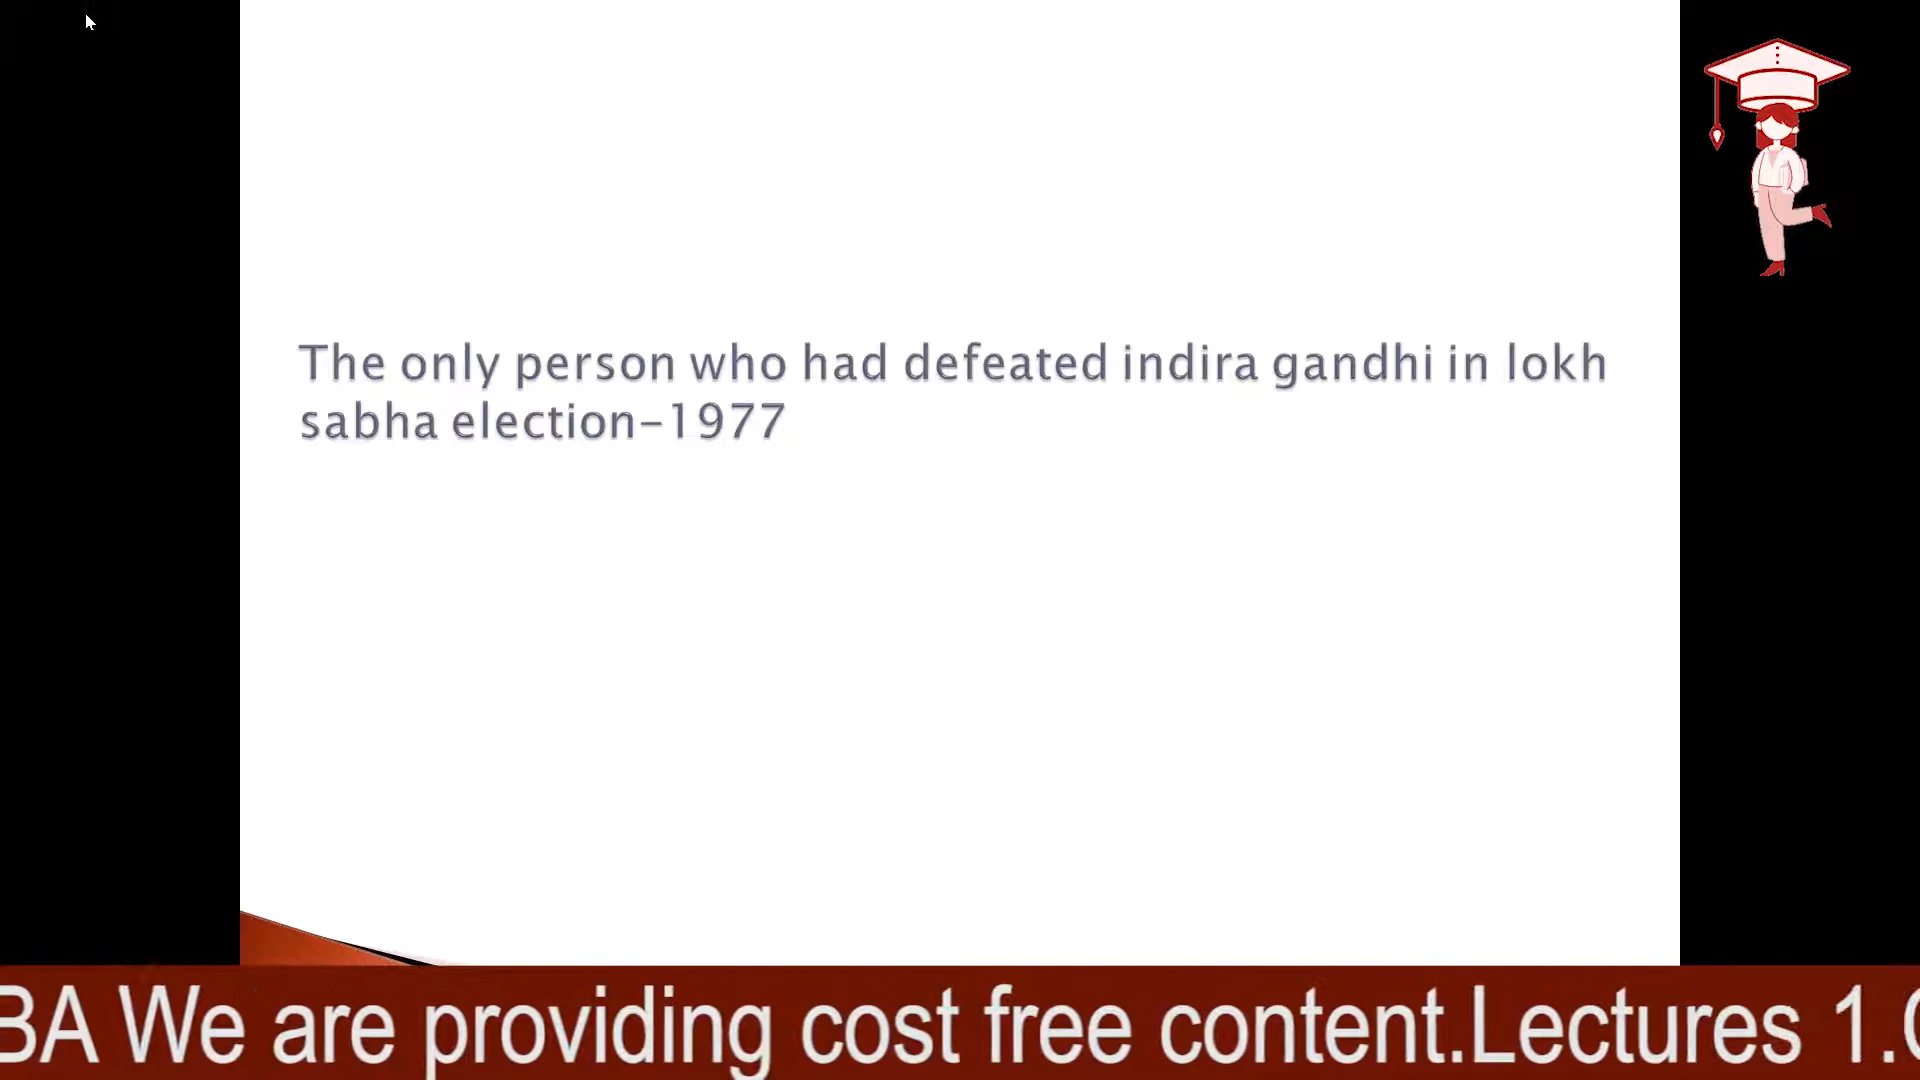 The only person who had defeated indira gandhi in lokh
sabha election-1977
BA We are providing cost free content.Lectures 1.